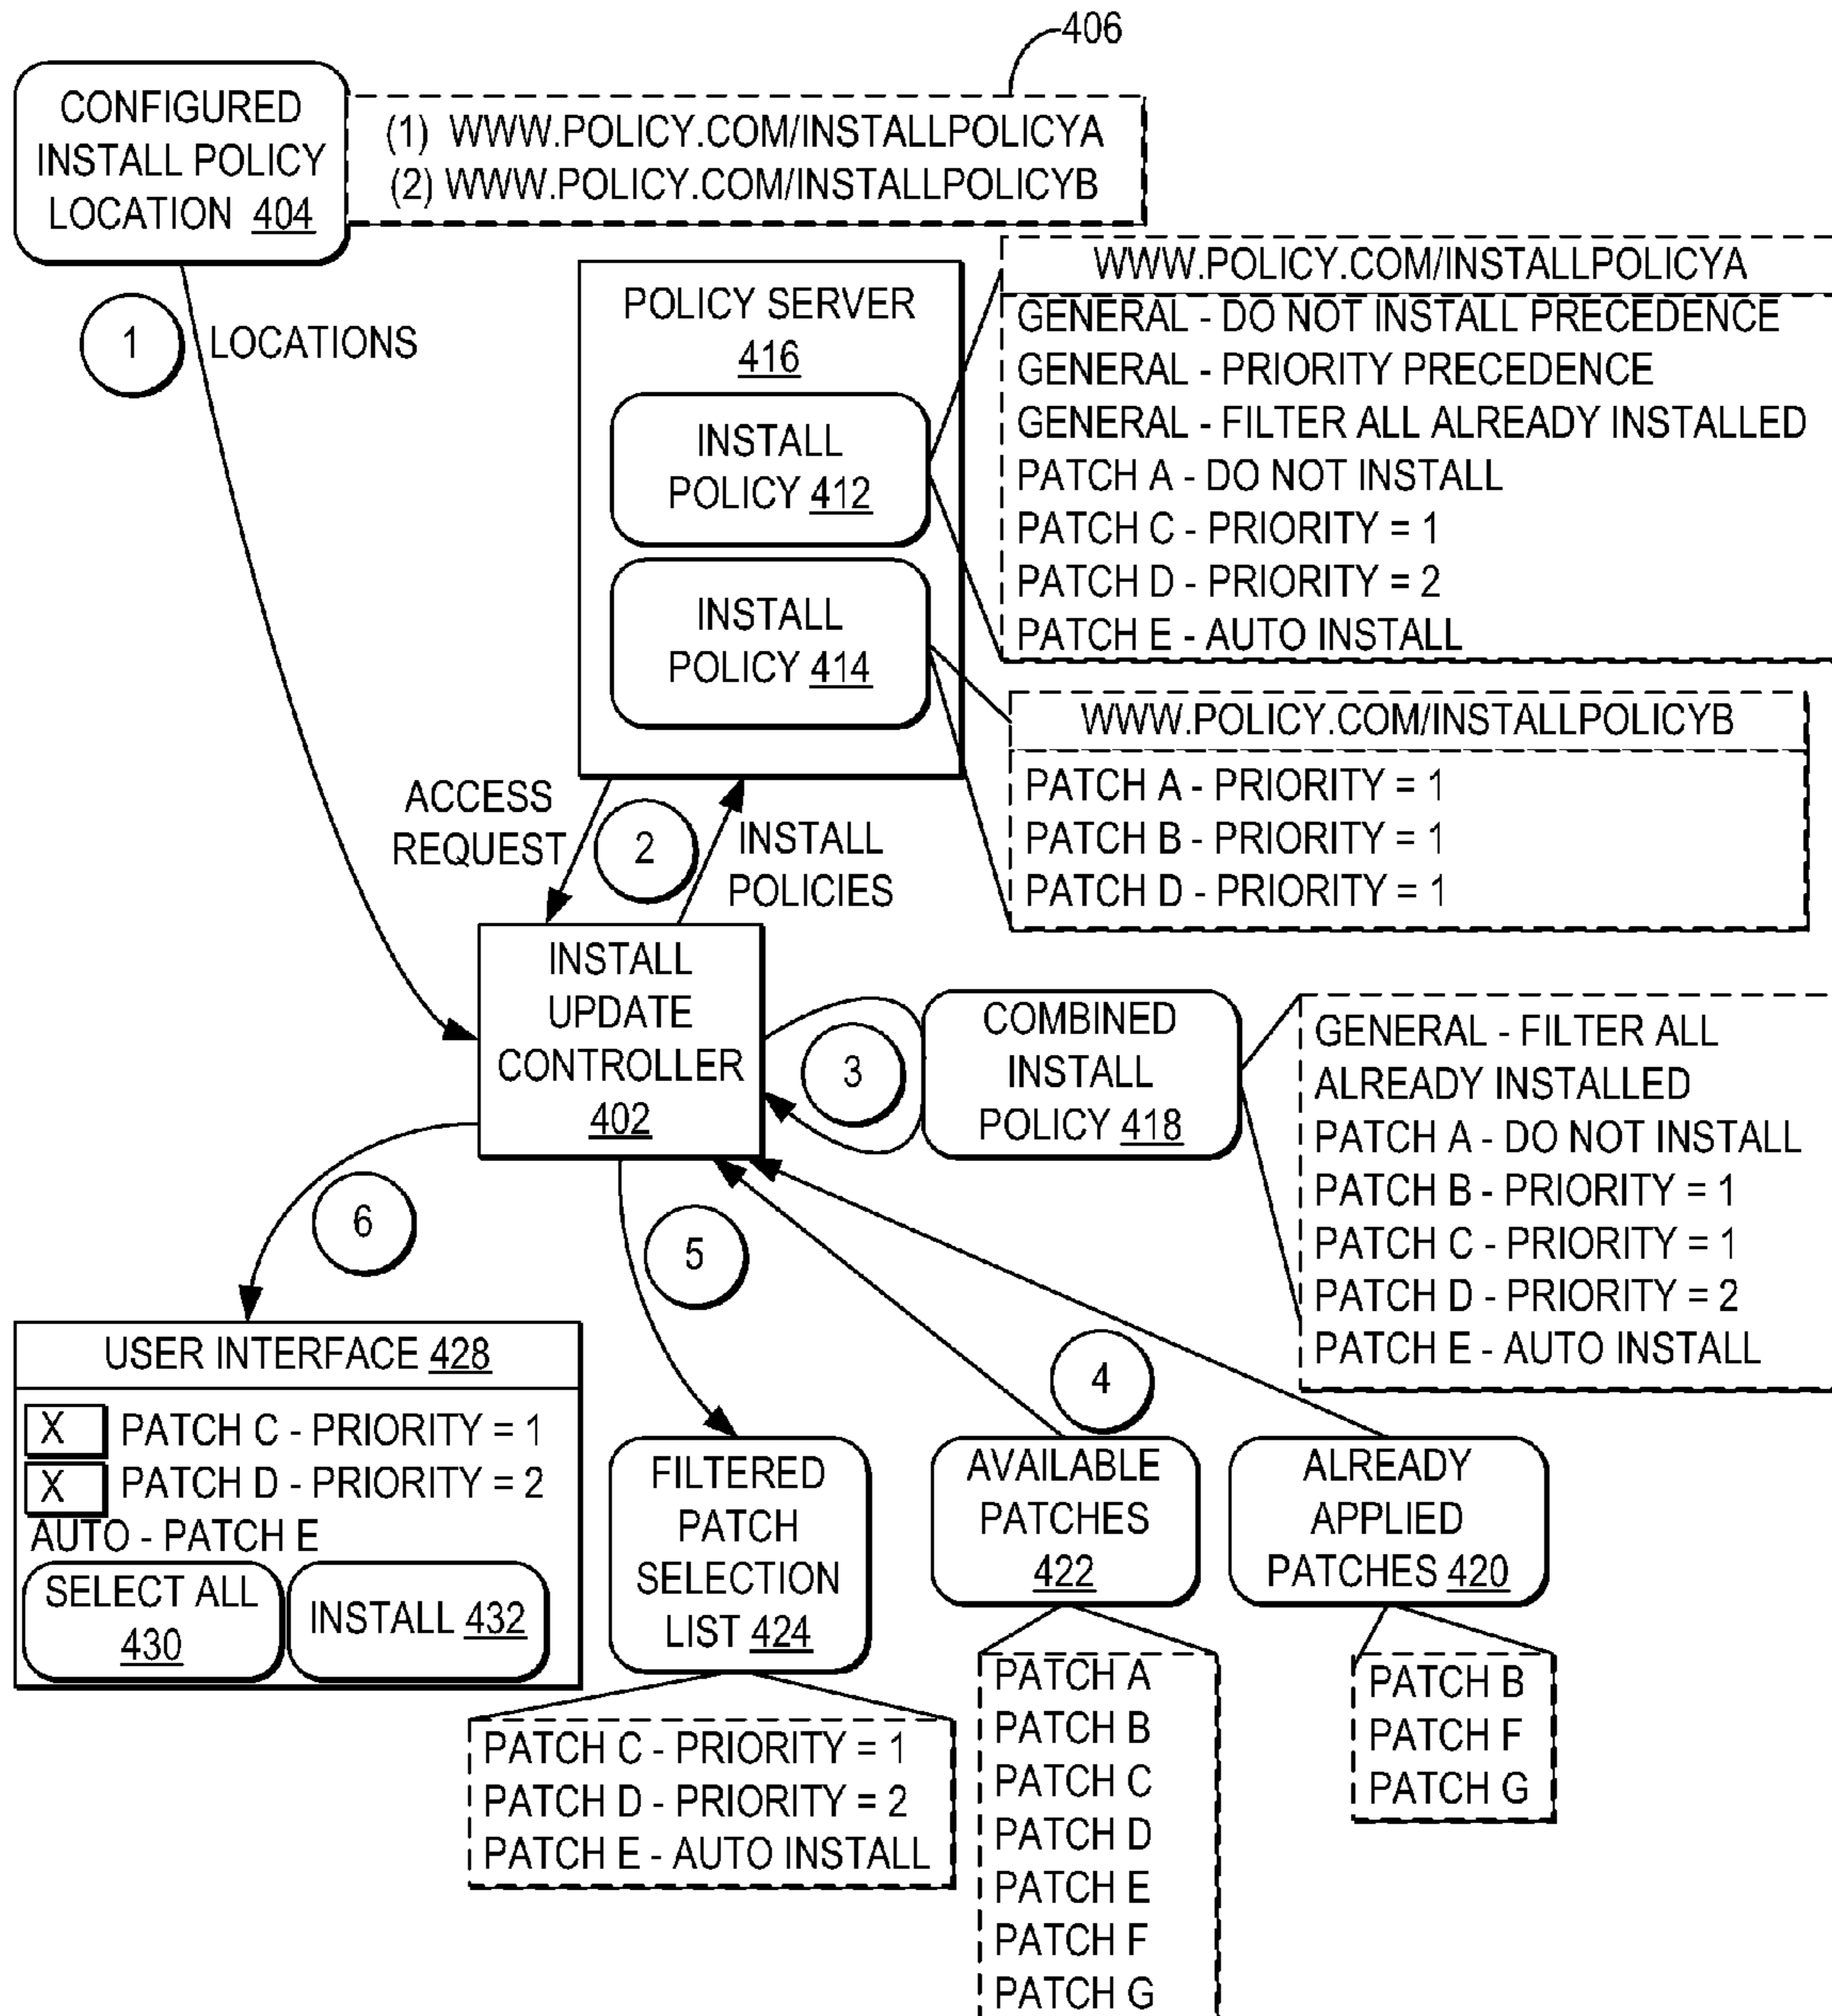 406
CONFIGURED
INSTALL POLICY
LOCATION 404
(1) WWW.POLICY.COM/INSTALLPOLICYA
(2) WWW.POLICY.COM/INSTALLPOLICYB
1
LOCATIONS
POLICY SERVER
416
INSTALL
POLICY 412
INSTALL
POLICY 414
WWW.POLICY.COM/INSTALLPOLICYA
GENERAL - DO NOT INSTALL PRECEDENCE
GENERAL - PRIORITY PRECEDENCE
GENERAL - FILTER ALL ALREADY INSTALLED
PATCH A - DO NOT INSTALL
PATCH C - PRIORITY = 1
PATCH D - PRIORITY = 2
PATCH E - AUTO INSTALL
WWW.POLICY.COM/INSTALLPOLICYB
PATCH A - PRIORITY = 1
PATCH B - PRIORITY = 1
PATCH D - PRIORITY = 1
ACCESS
REQUEST
2
INSTALL
POLICIES
INSTALL
UPDATE
CONTROLLER
402
3
COMBINED
INSTALL
POLICY 418
GENERAL - FILTER ALL
ALREADY INSTALLED
PATCH A - DO NOT INSTALL
PATCH B - PRIORITY = 1
PATCH C - PRIORITY = 1
PATCH D - PRIORITY = 2
PATCH E - AUTO INSTALL
6
5
4
USER INTERFACE 428
X PATCH C - PRIORITY = 1
X PATCH D - PRIORITY = 2
AUTO - PATCH E
SELECT ALL
430
INSTALL 432
FILTERED
PATCH
SELECTION
LIST 424
PATCH C - PRIORITY = 1
PATCH D - PRIORITY = 2
PATCH E - AUTO INSTALL
AVAILABLE
PATCHES
422
PATCH A
PATCH B
PATCH C
PATCH D
PATCH E
PATCH F
PATCH G
ALREADY
APPLIED
PATCHES 420
PATCH B
PATCH F
PATCH G